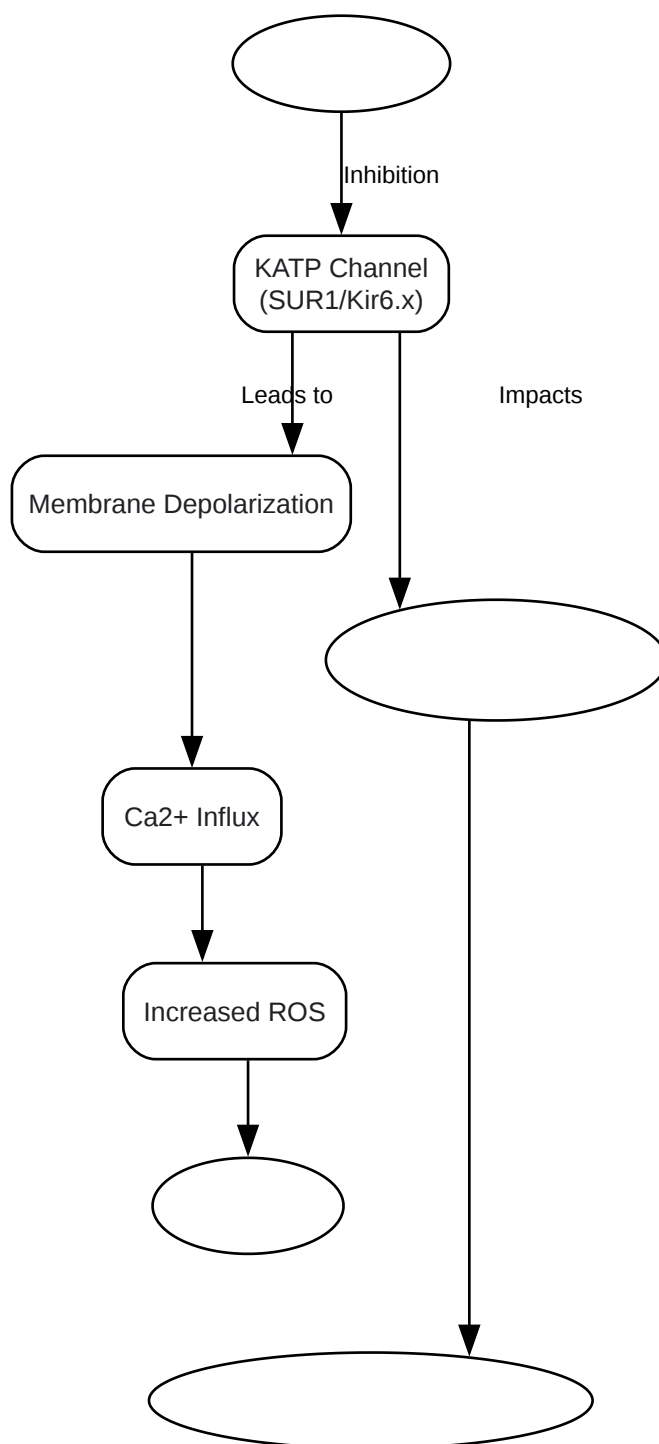 Inhibition
KATP Channel
(SUR1/Kir6.x)
Leads to
Impacts
Membrane Depolarization
Ca2+ Influx
Increased ROS